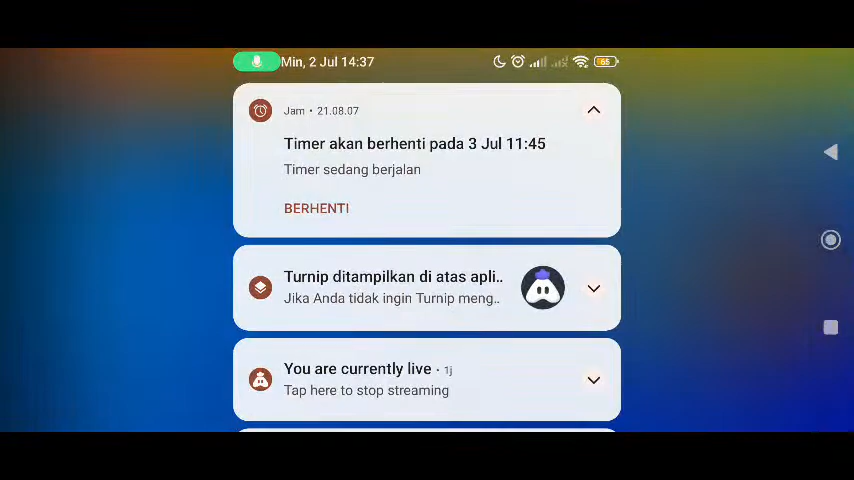 Min, 2 Jul 14:37
65
Jam • 21.08.07
Timer akan berhenti pada 3 Jul 11:45
Timer sedang berjalan
BERHENTI
Turnip ditampilkan di atas apli..
Jika Anda tidak ingin Turnip meng..
You are currently live • 1j
Tap here to stop streaming